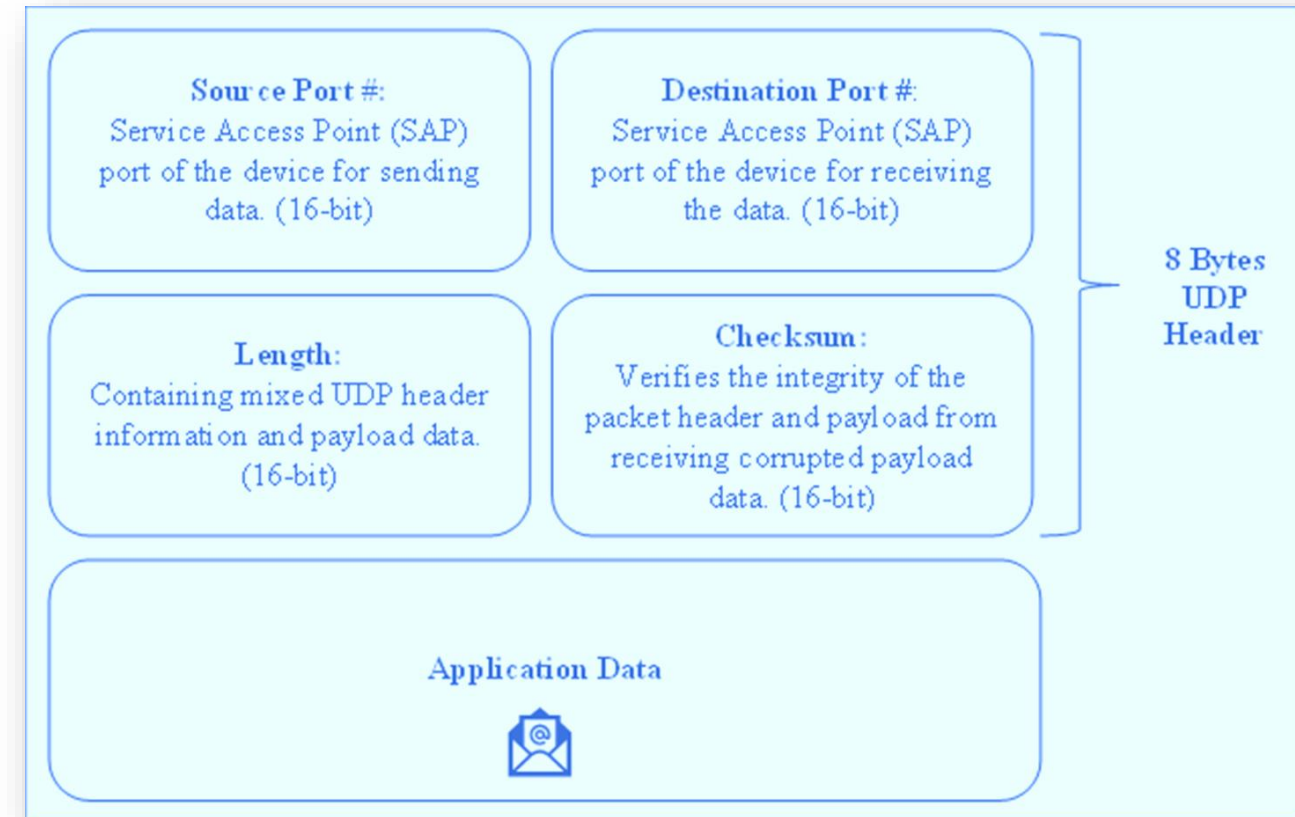 Source Port #:
Service Access Point (SAP)
port of the device for sending
data. (16-bit)
Destination Port #:
Service Access Point (SAP)
port of the device for receiving
the data. (16-bit)
Length:
Containing mixed UDP header
information and payload data.
(16-bit)
Checksum:
Verifies the integrity of the
packet header and payload from
receiving corrupted payload
data. (16-bit)
8 Bytes
UDP
Header
Application Data
@